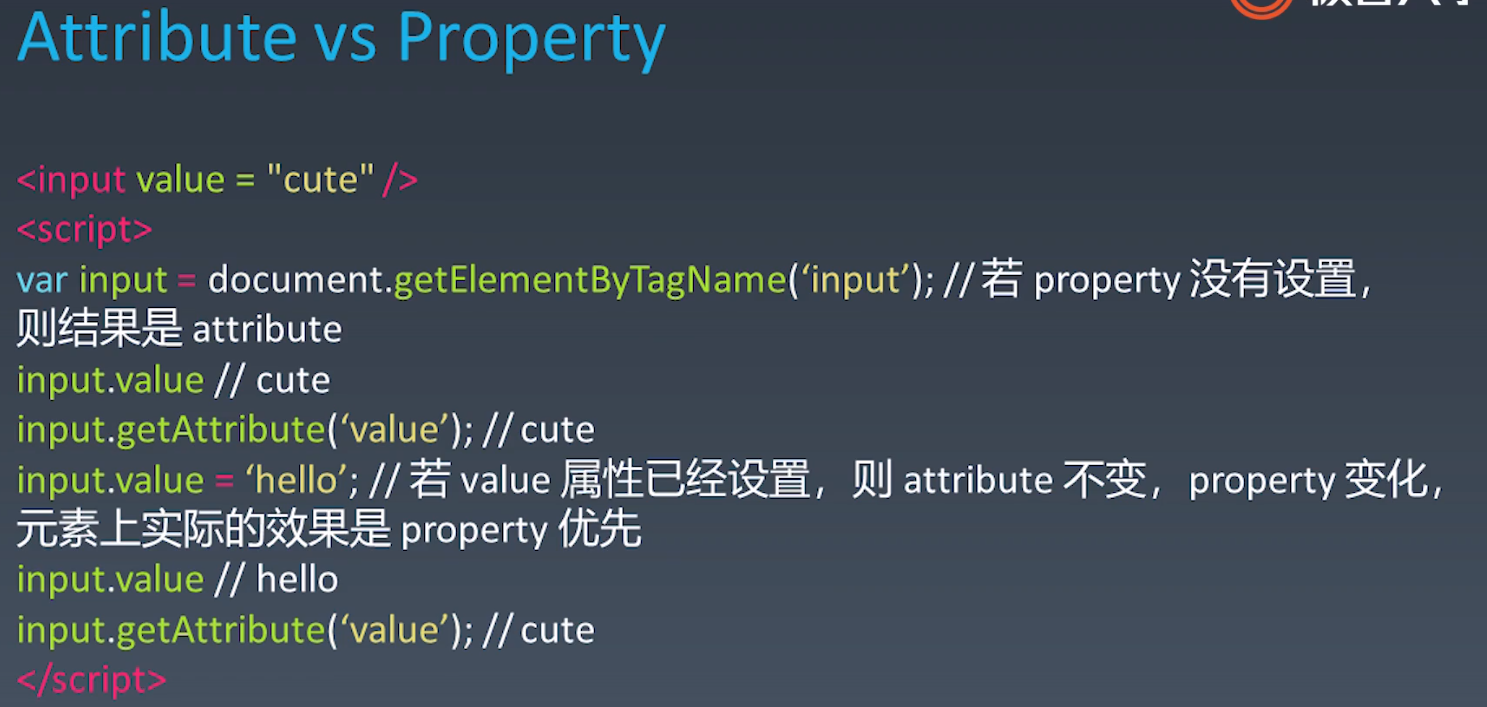 Attribute vs Property
<input value = "cute" />
<script>
var input = document.getElementByTagName(‘input’); // 若 property 没有设置，
则结果是 attribute
input.value // cute
input.getAttribute(‘value’); // cute
input.value = ‘hello’; // 若 value 属性已经设置，则 attribute 不变，property 变化，
元素上实际的效果是 property 优先
input.value // hello
input.getAttribute(‘value’); // cute
</script>